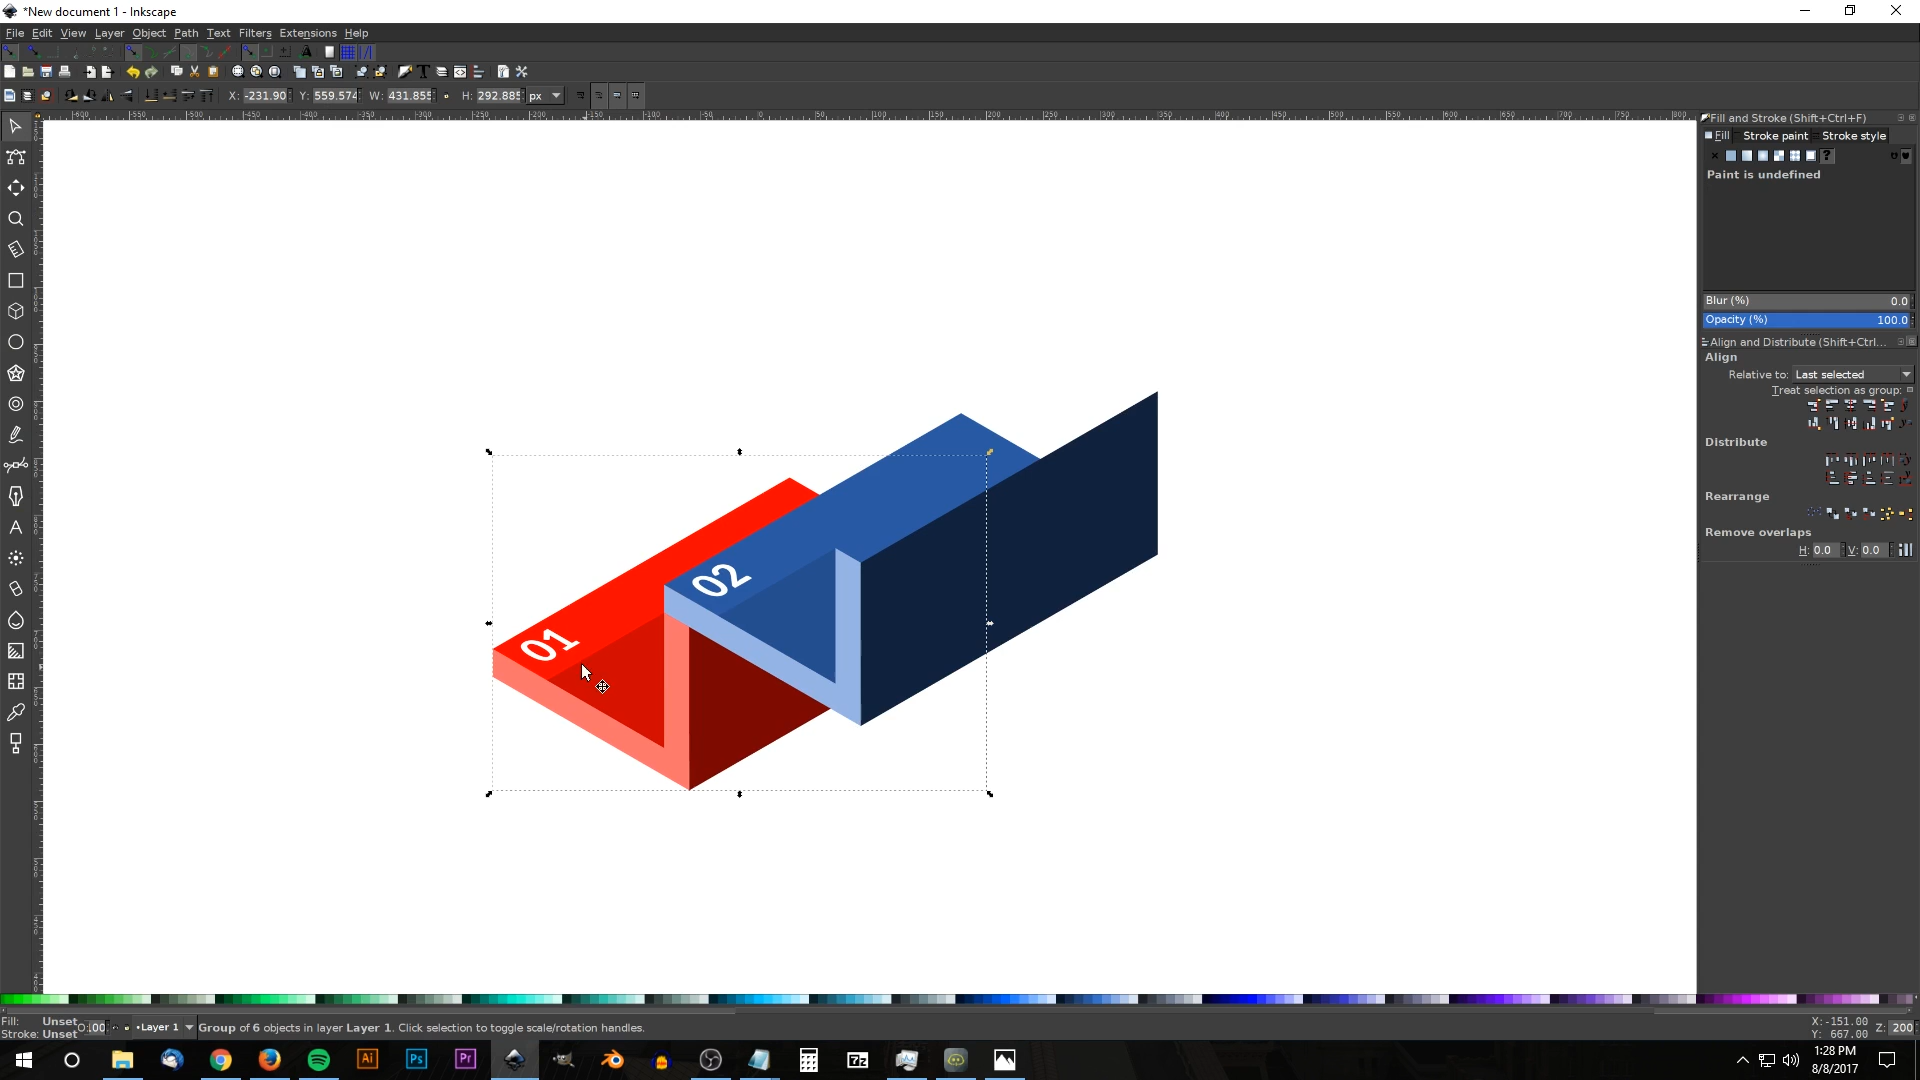 *New document 1 - Inkscape
File Edit View Layer Object Path Text Filters Extensions Help
X: -231.90 Y: 559.574 W: 431.855 H: 292.885 px
Fill and Stroke (Shift+Ctrl+F)
Fill Stroke paint Stroke style
?
Paint is undefined
Blur (%) 0.0
Opacity (%) 100.0
Align and Distribute (Shift+Ctrl...
Align
Relative to: Last selected
Treat selection as group:
Distribute
Rearrange
Remove overlaps
H: 0.0 V: 0.0
02
01
Fill: Unset
Stroke: Unset
Layer 1
Group of 6 objects in layer Layer 1. Click selection to toggle scale/rotation handles.
X: -151.00
Y: 667.00
Z: 200
Ai Ps Pr 7z
1:28 PM
8/8/2017